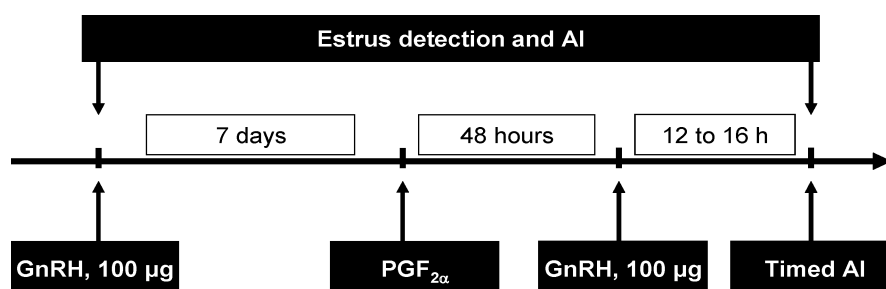 Estrus detection and AI
7 days
48 hours
12 to 16 h
GnRH, 100 µg
PGF2α
GnRH, 100 µg
Timed AI